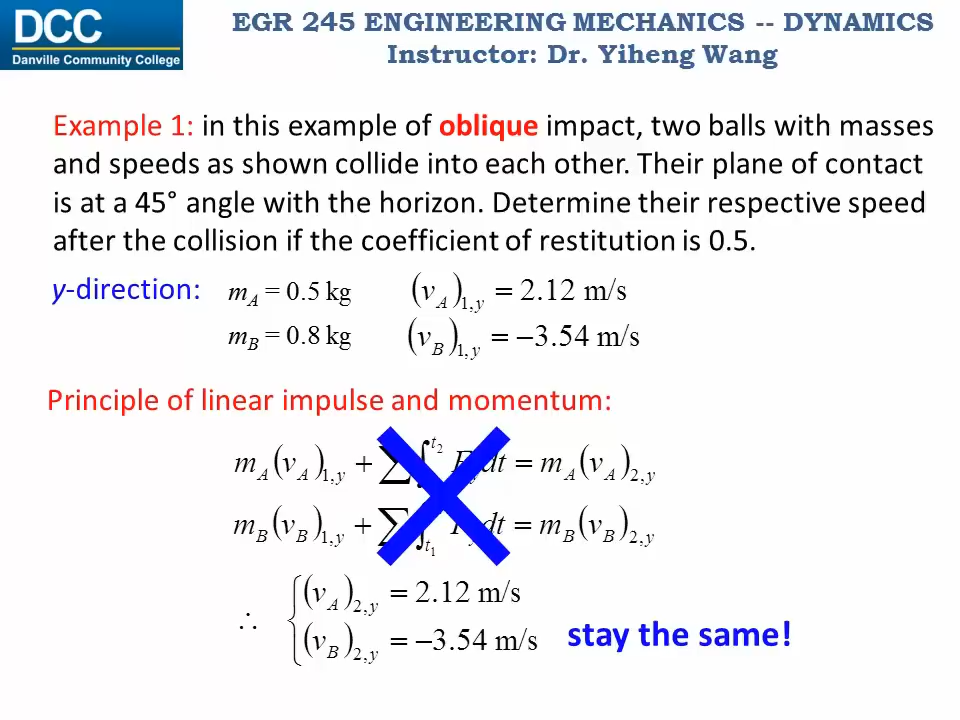 DCC
Danville Community College
EGR 245 ENGINEERING MECHANICS -- DYNAMICS
Instructor: Dr. Yiheng Wang
Example 1: in this example of oblique impact, two balls with masses
and speeds as shown collide into each other. Their plane of contact
is at a 45° angle with the horizon. Determine their respective speed
after the collision if the coefficient of restitution is 0.5.
y-direction: m_A = 0.5 kg (v_A)_{1,y} = 2.12 m/s
m_B = 0.8 kg (v_B)_{1,y} = −3.54 m/s
Principle of linear impulse and momentum:
m_A(v_A)_{1,y} + ∑∫^{t_2} F_y dt = m_A(v_A)_{2,y}
m_B(v_B)_{1,y} + ∑∫_{t_1} F_y dt = m_B(v_B)_{2,y}
∴ { (v_A)_{2,y} = 2.12 m/s
(v_B)_{2,y} = −3.54 m/s stay the same!